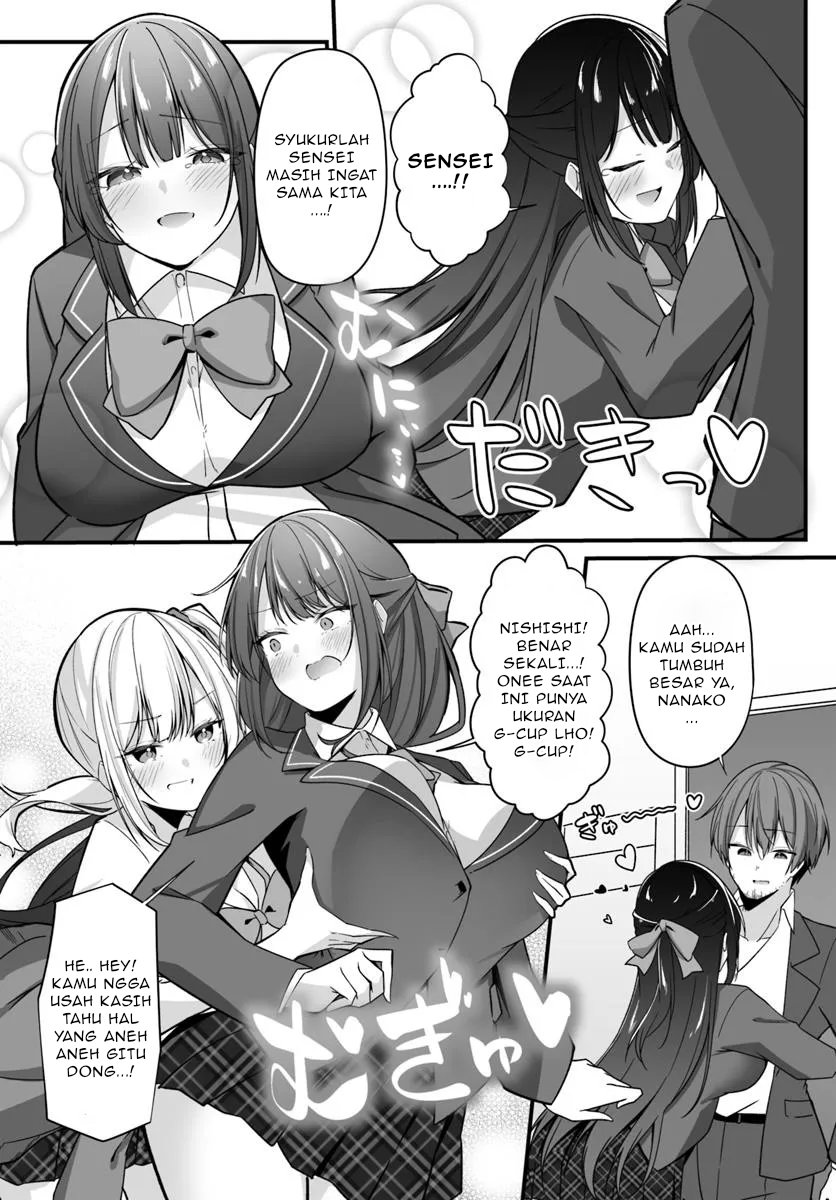 SENSEI
....!!
SYUKURLAH
SENSEI
MASIH INGAT
SAMA KITA
....!
むに…
だきっ♡
AAH...
KAMU SUDAH
TUMBUH
BESAR YA,
NANAKO
...
ぎゅ〜〜
NISHISHI!
BENAR
SEKALI...!
ONEE SAAT
INI PUNYA
UKURAN
G-CUP LHO!
G-CUP!
むぎゅ♡
HE.. HEY!
KAMU NGGA
USAH KASIH
TAHU HAL
YANG ANEH
ANEH GITU
DONG...!